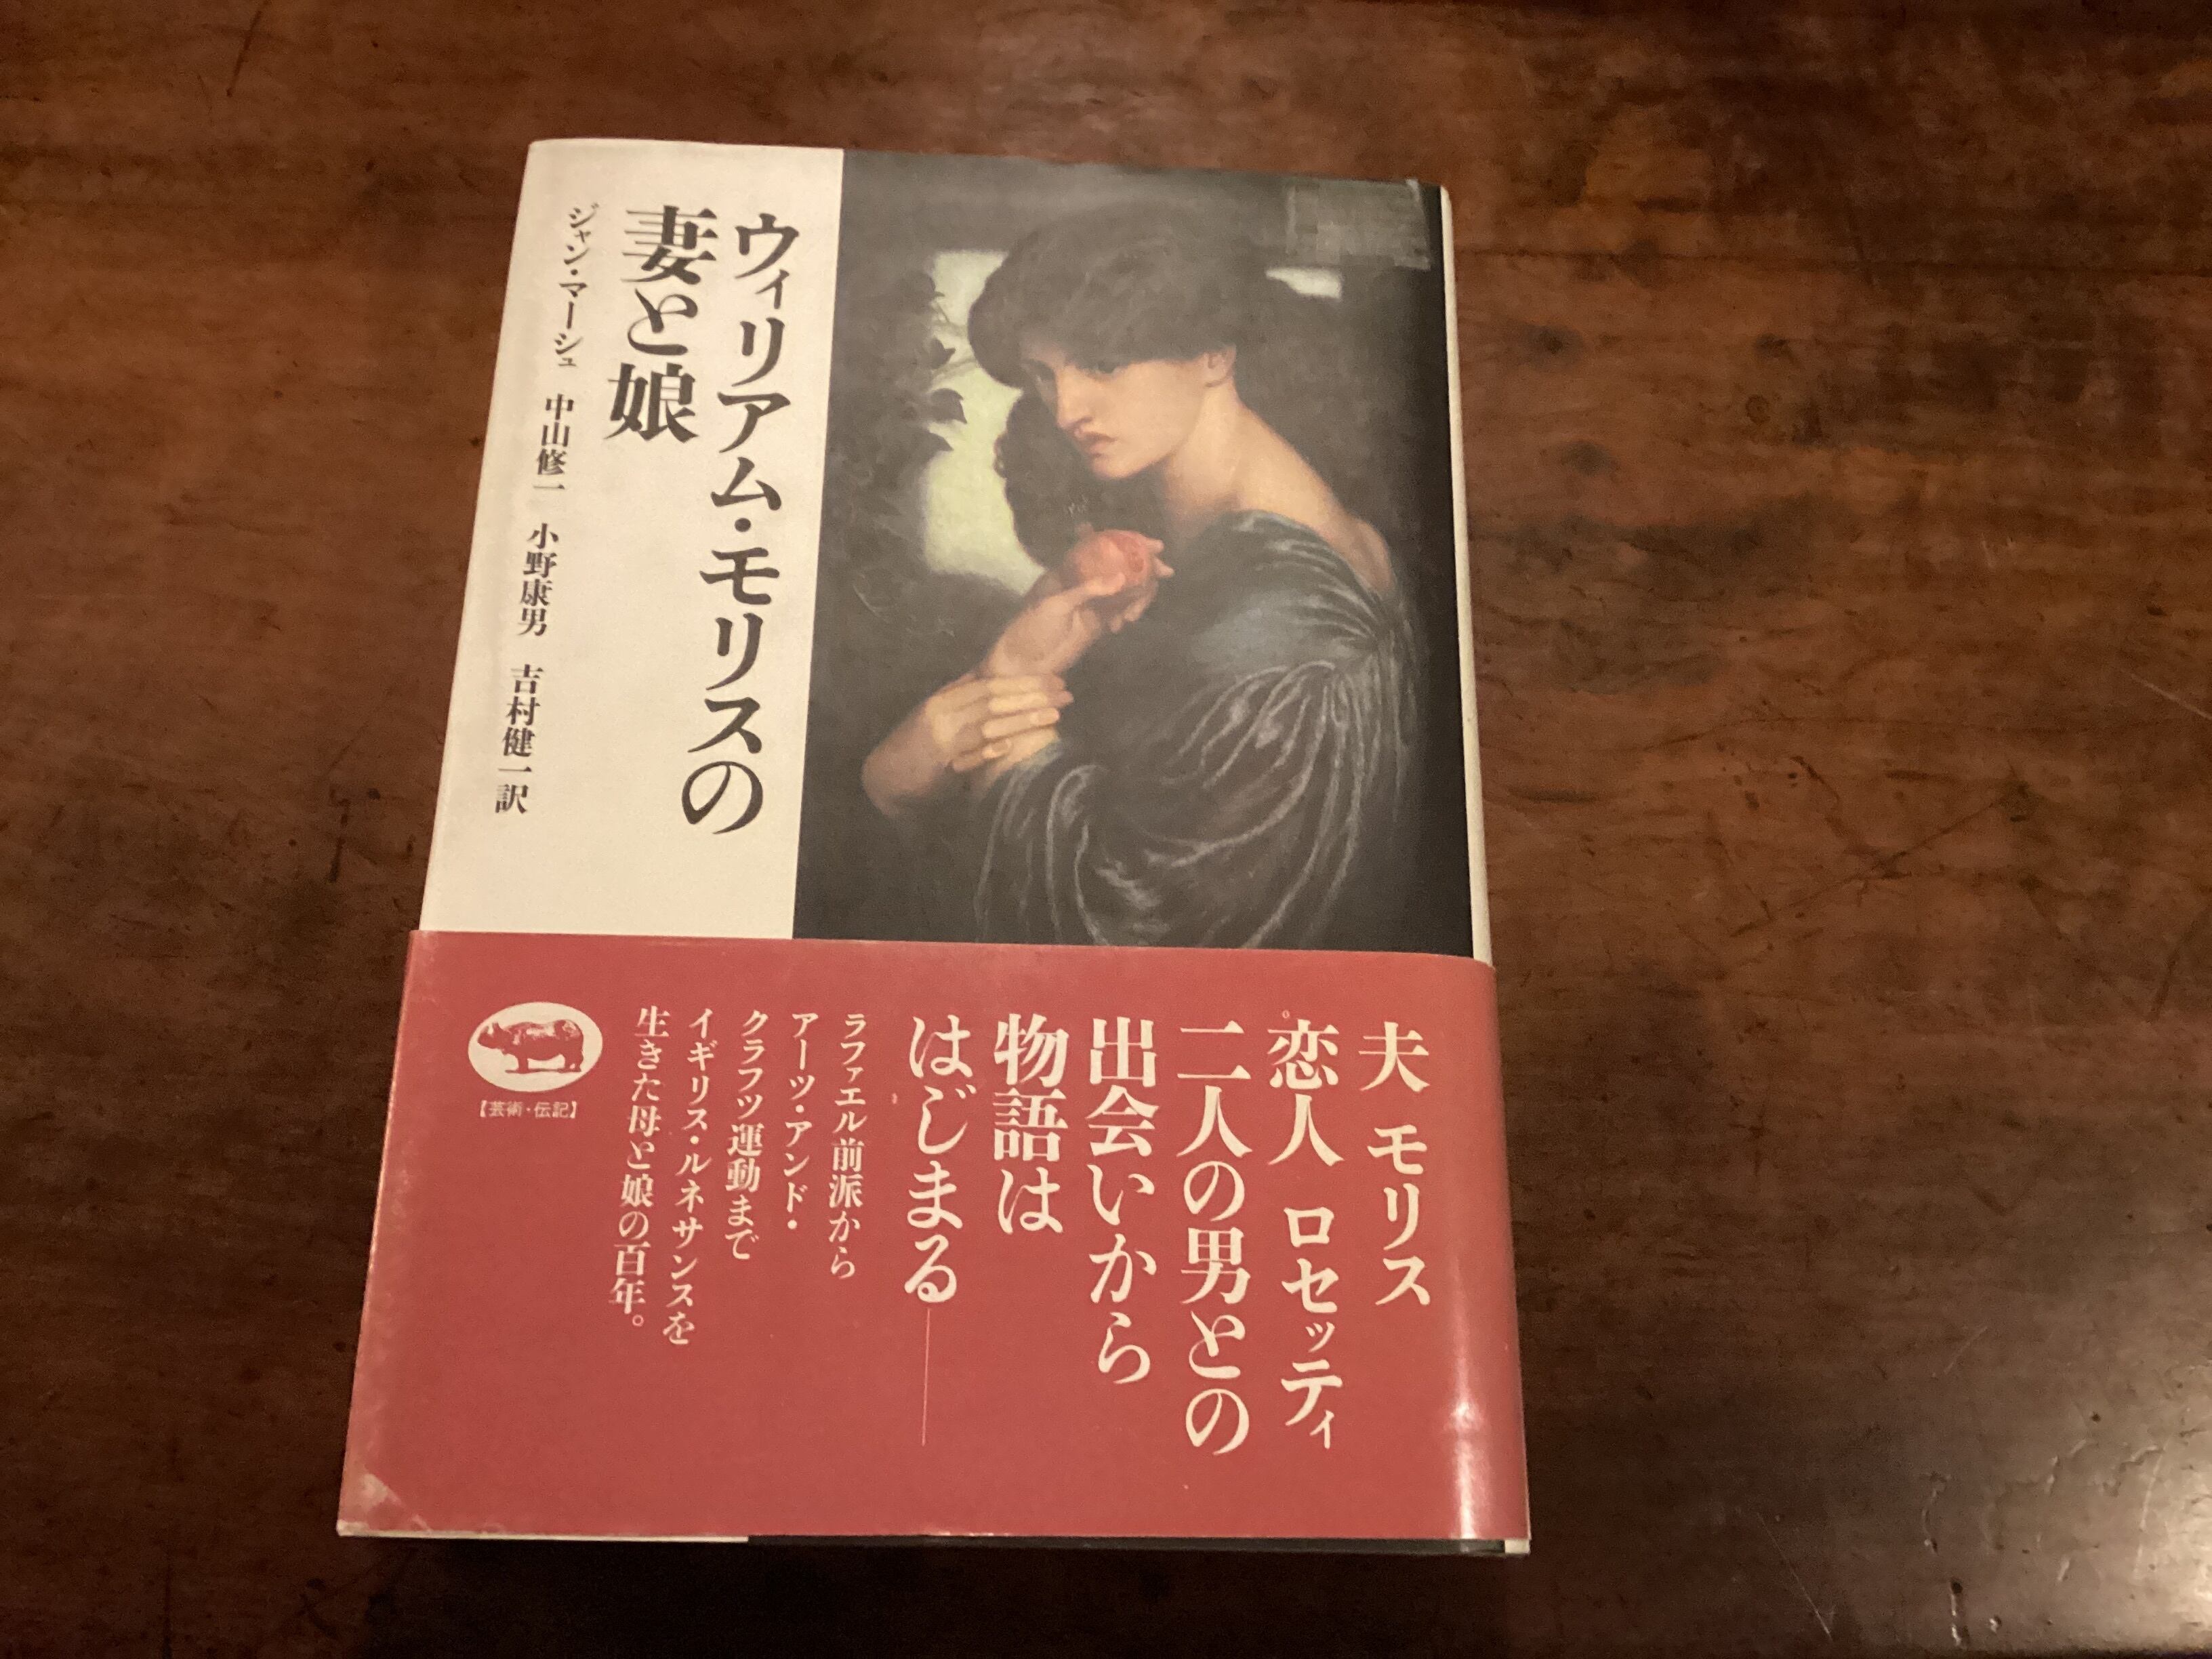 ウィリアム・モリスの
妻と娘
ジャン・マーシュ 中山修一 小野康男 吉村健一訳
夫 モリス
恋人 ロセッティ
二人の男との
出会いから
物語は
はじまる——
ラファエル前派から
アーツ・アンド・
クラフツ運動まで
イギリス・ルネサンスを
生きた母と娘の百年。
【芸術・伝記】